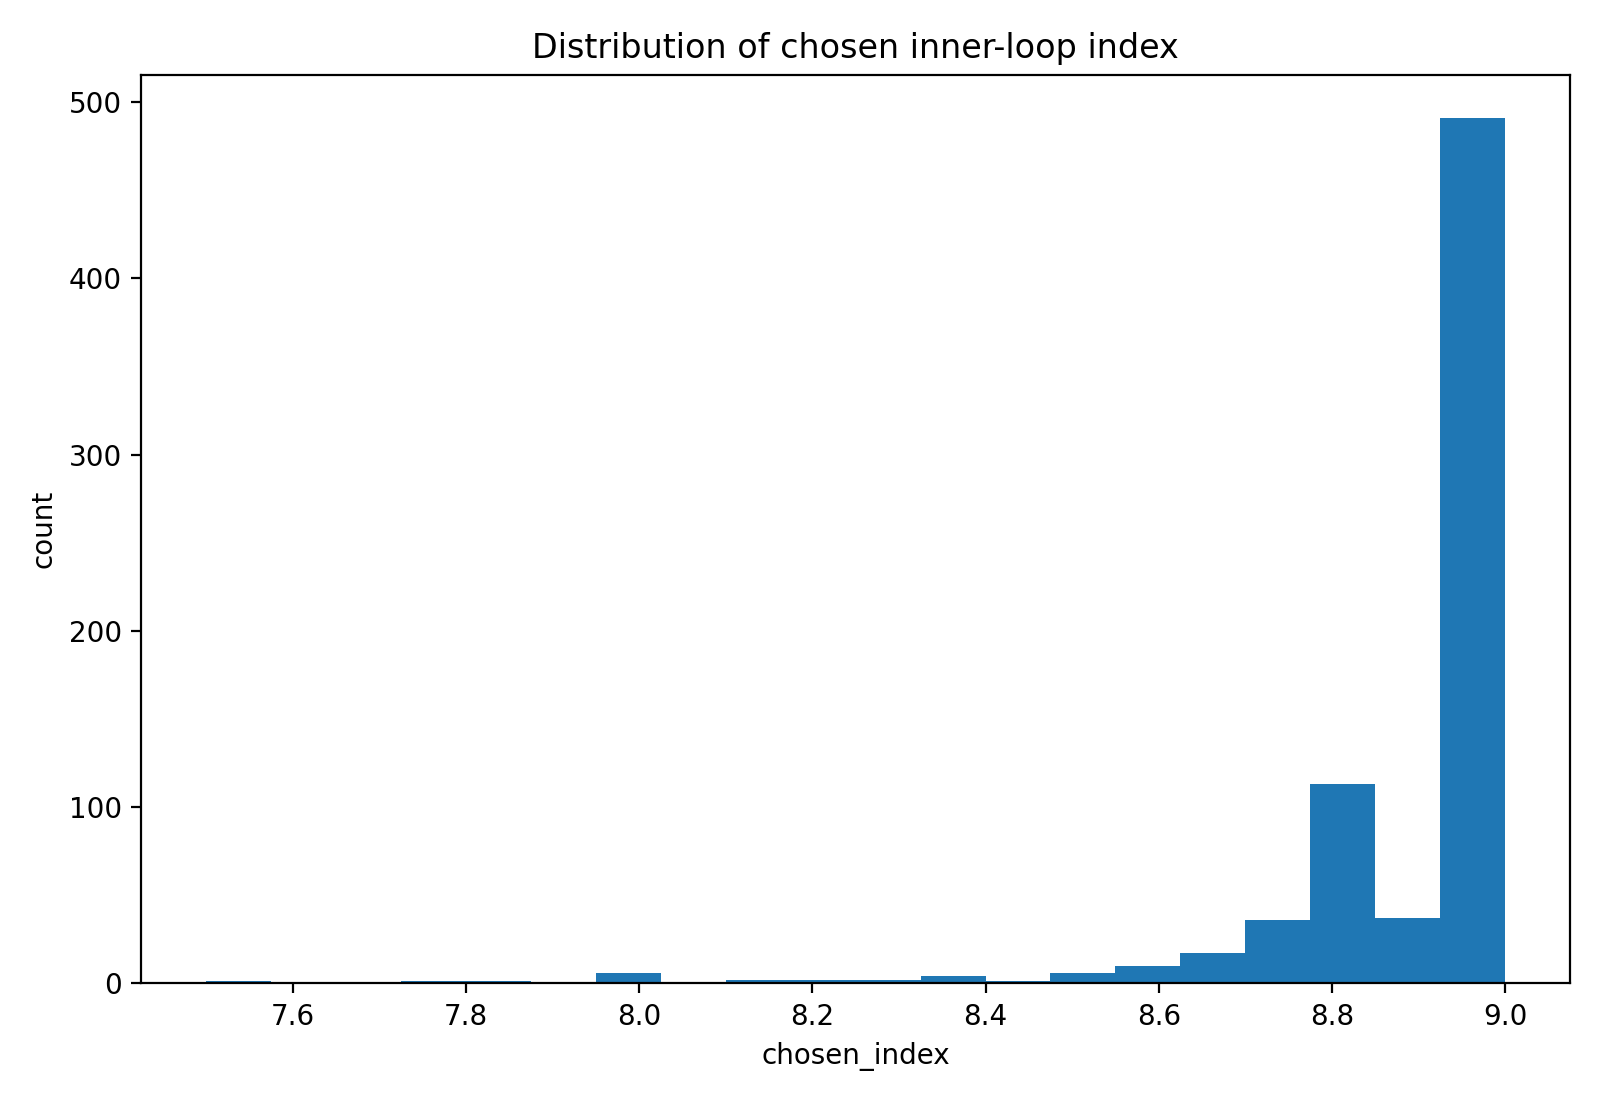 Distribution of chosen inner-loop index
500
400
300
200
100
0
count
7.6 7.8 8.0 8.2 8.4 8.6 8.8 9.0
chosen_index